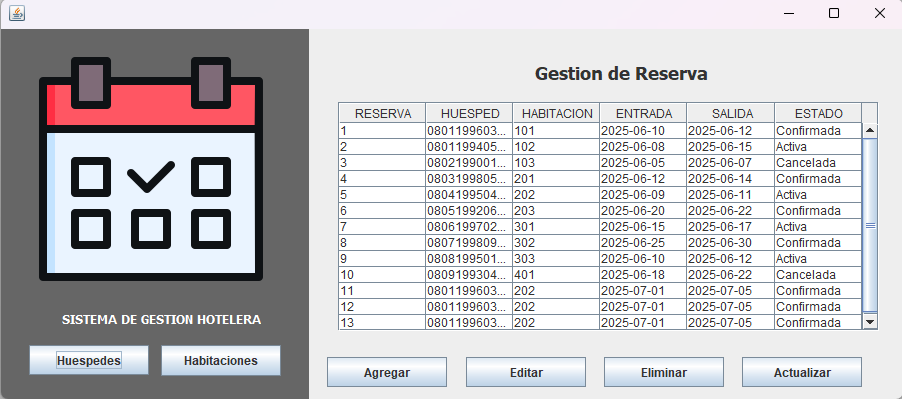 Gestion de Reserva
RESERVA HUESPED HABITACION ENTRADA SALIDA ESTADO
1 0801199603... 101 2025-06-10 2025-06-12 Confirmada
2 0801199405... 102 2025-06-08 2025-06-15 Activa
3 0802199001... 103 2025-06-05 2025-06-07 Cancelada
4 0803199805... 201 2025-06-12 2025-06-14 Confirmada
5 0804199504... 202 2025-06-09 2025-06-11 Activa
6 0805199206... 203 2025-06-20 2025-06-22 Confirmada
7 0806199702... 301 2025-06-15 2025-06-17 Activa
8 0807199809... 302 2025-06-25 2025-06-30 Confirmada
9 0808199501... 303 2025-06-10 2025-06-12 Activa
10 0809199304... 401 2025-06-18 2025-06-22 Cancelada
11 0801199603... 202 2025-07-01 2025-07-05 Confirmada
12 0801199603... 202 2025-07-01 2025-07-05 Confirmada
13 0801199603... 202 2025-07-01 2025-07-05 Confirmada
SISTEMA DE GESTION HOTELERA
Huespedes Habitaciones
Agregar Editar Eliminar Actualizar